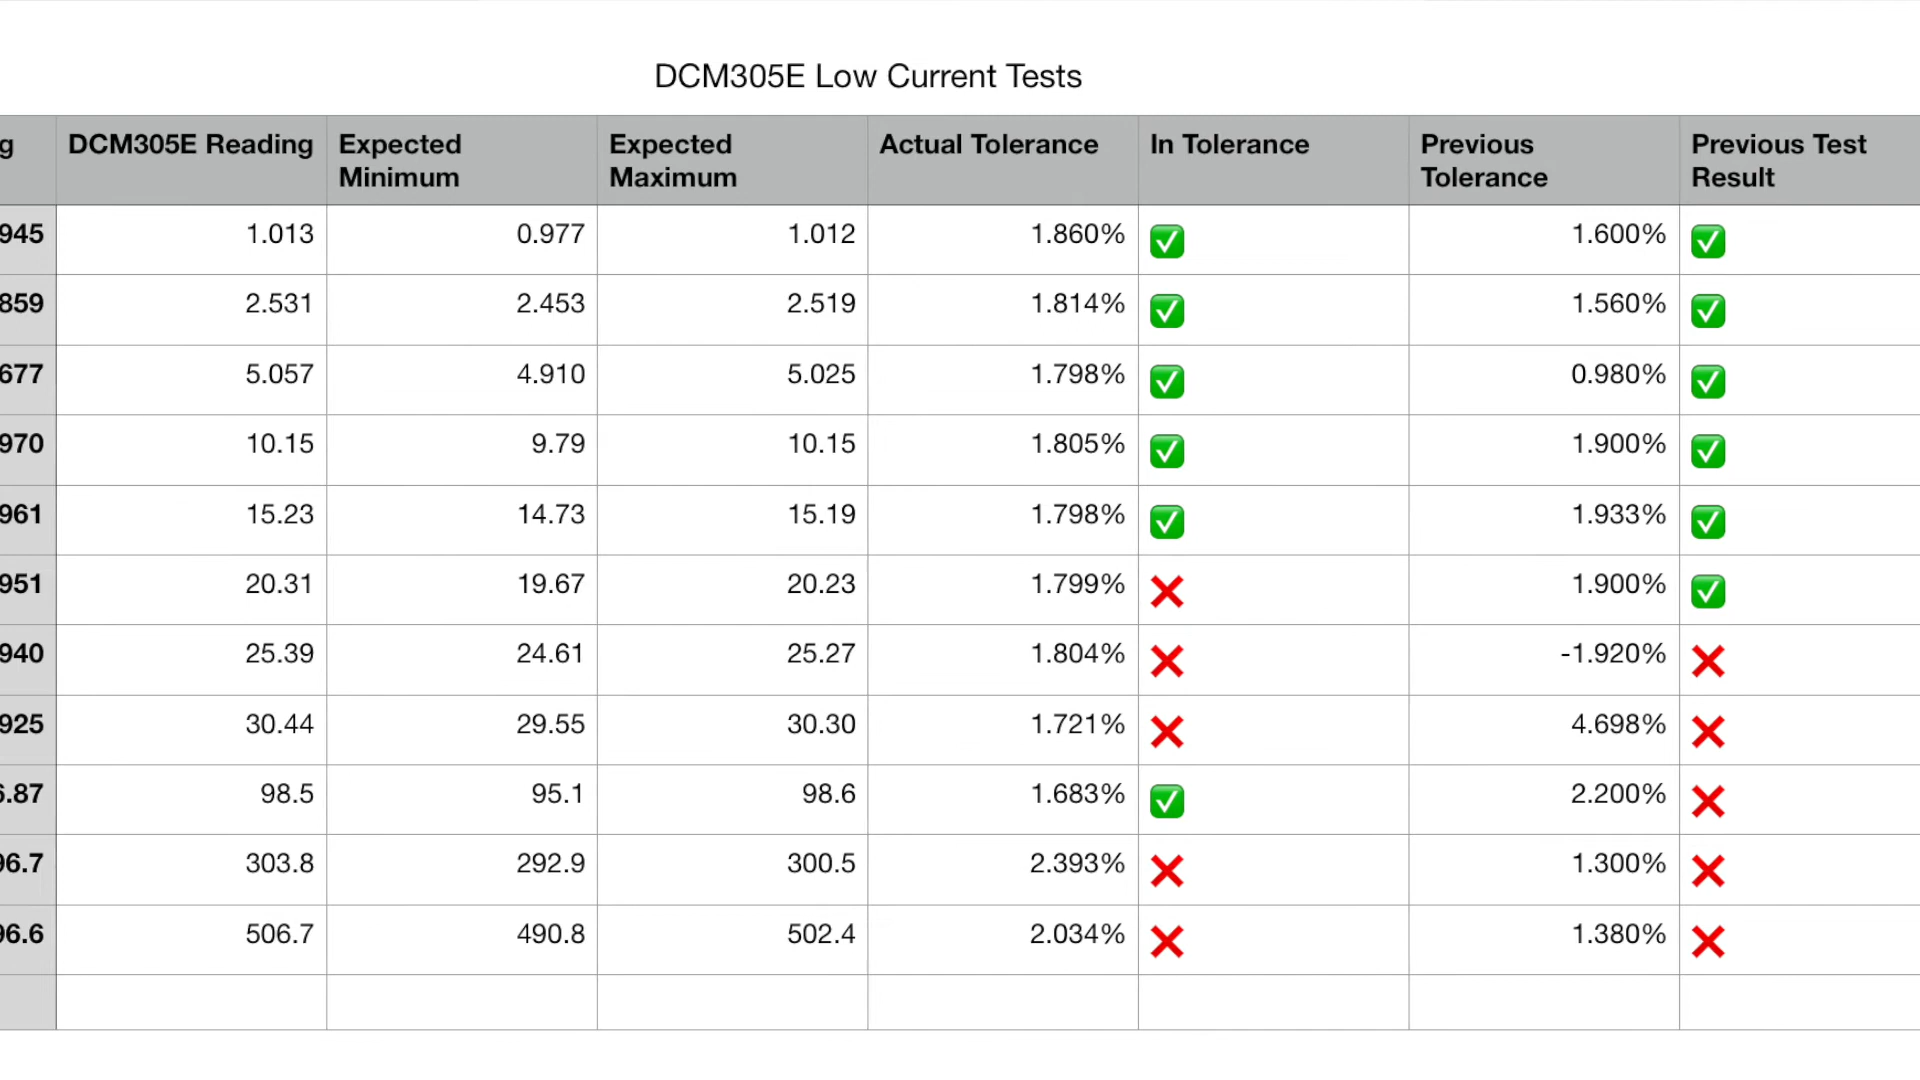 DCM305E Low Current Tests
g DCM305E Reading Expected Minimum Expected Maximum Actual Tolerance In Tolerance Previous Tolerance Previous Test Result
945 1.013 0.977 1.012 1.860% ✅ 1.600% ✅
859 2.531 2.453 2.519 1.814% ✅ 1.560% ✅
677 5.057 4.910 5.025 1.798% ✅ 0.980% ✅
970 10.15 9.79 10.15 1.805% ✅ 1.900% ✅
961 15.23 14.73 15.19 1.798% ✅ 1.933% ✅
951 20.31 19.67 20.23 1.799% ❌ 1.900% ✅
940 25.39 24.61 25.27 1.804% ❌ -1.920% ❌
925 30.44 29.55 30.30 1.721% ❌ 4.698% ❌
6.87 98.5 95.1 98.6 1.683% ✅ 2.200% ❌
96.7 303.8 292.9 300.5 2.393% ❌ 1.300% ❌
96.6 506.7 490.8 502.4 2.034% ❌ 1.380% ❌